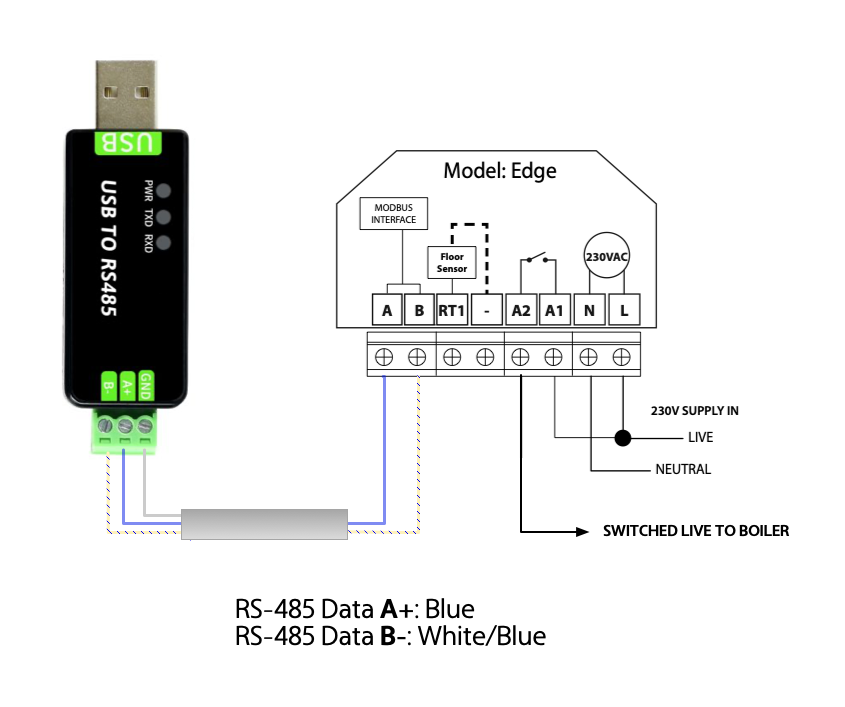 USB
PWR TXD RXD
USB TO RS485
B- A+ GND
Model: Edge
MODBUS
INTERFACE
Floor
Sensor
230VAC
A B RT1 - A2 A1 N L
230V SUPPLY IN
LIVE
NEUTRAL
SWITCHED LIVE TO BOILER
RS-485 Data A+: Blue
RS-485 Data B-: White/Blue